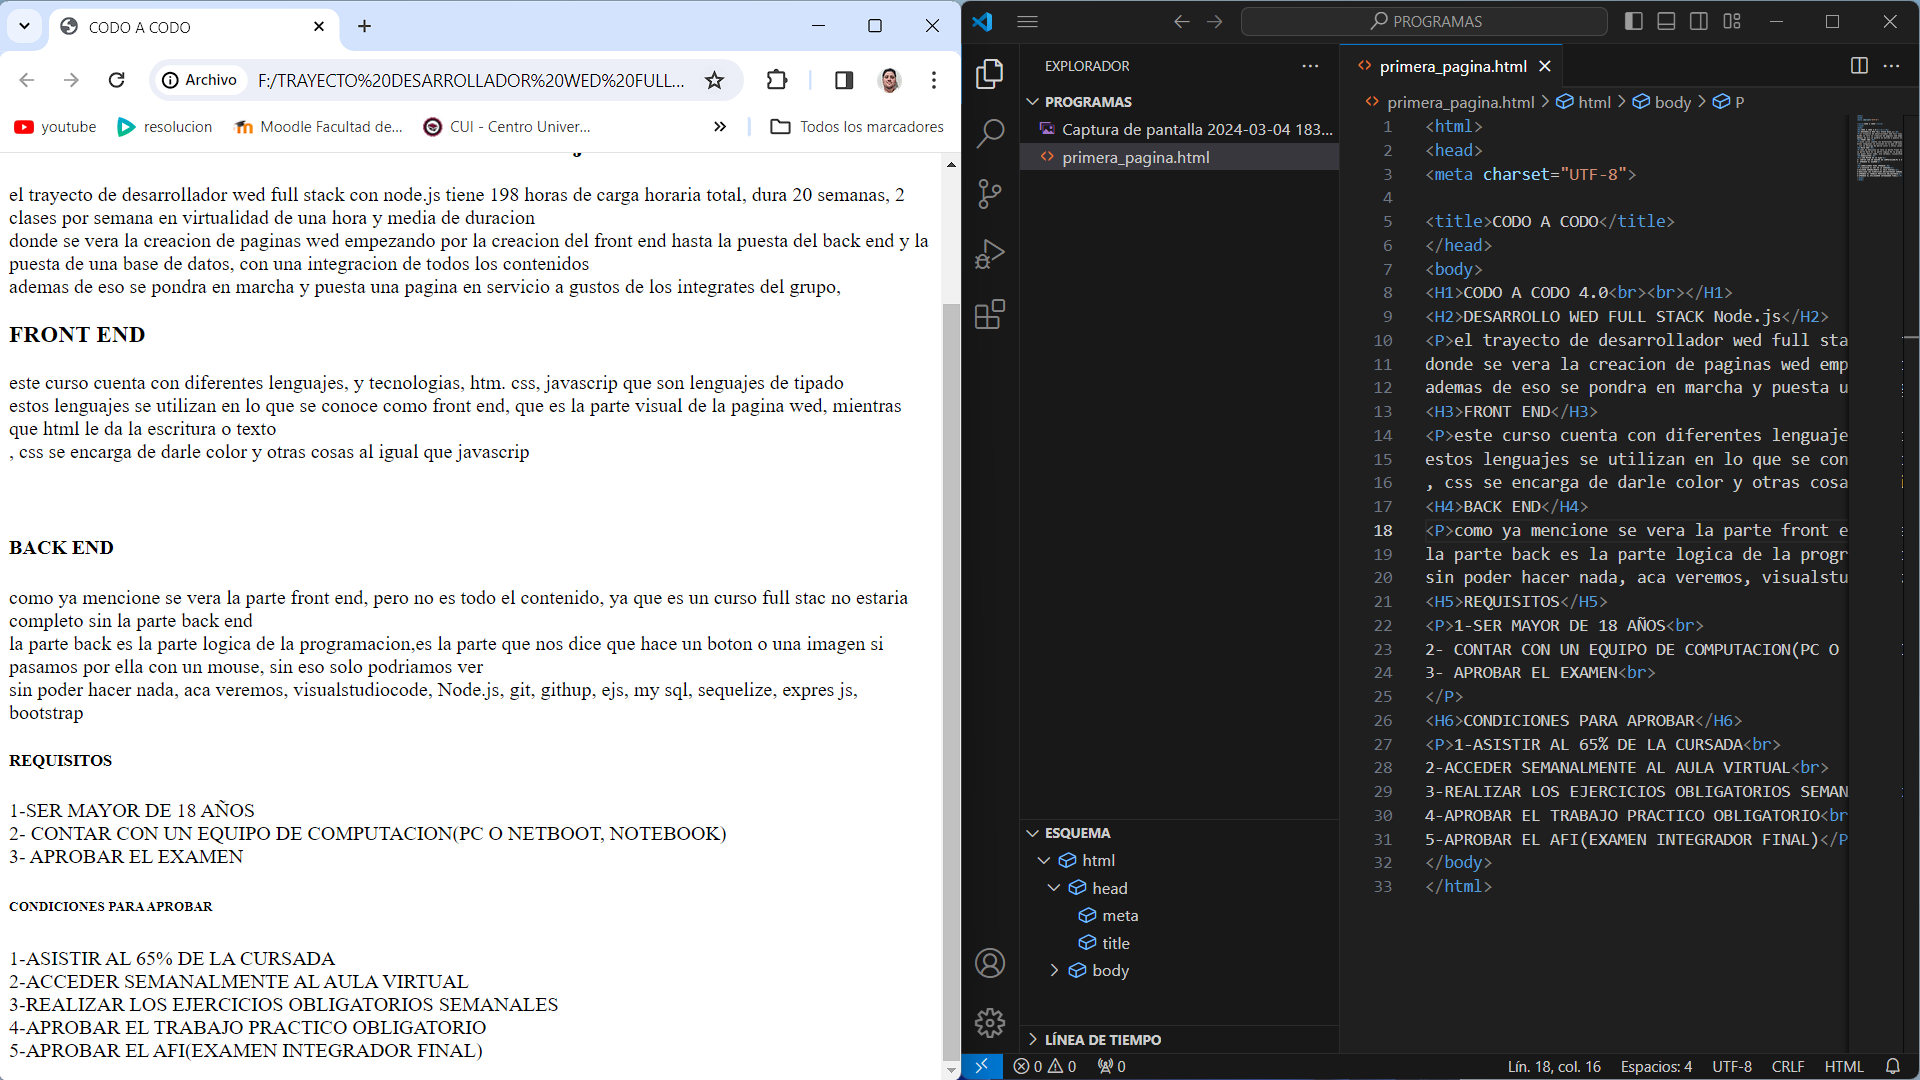 CODO A CODO
Archivo
F:/TRAYECTO%20DESARROLLADOR%20WED%20FULL...
youtube
resolucion
Moodle Facultad de...
CUI - Centro Univer...
Todos los marcadores
el trayecto de desarrollador wed full stack con node.js tiene 198 horas de carga horaria total, dura 20 semanas, 2
clases por semana en virtualidad de una hora y media de duracion
donde se vera la creacion de paginas wed empezando por la creacion del front end hasta la puesta del back end y la
puesta de una base de datos, con una integracion de todos los contenidos
ademas de eso se pondra en marcha y puesta una pagina en servicio a gustos de los integrates del grupo,
FRONT END
este curso cuenta con diferentes lenguajes, y tecnologias, htm. css, javascrip que son lenguajes de tipado
estos lenguajes se utilizan en lo que se conoce como front end, que es la parte visual de la pagina wed, mientras
que html le da la escritura o texto
, css se encarga de darle color y otras cosas al igual que javascrip
BACK END
como ya mencione se vera la parte front end, pero no es todo el contenido, ya que es un curso full stac no estaria
completo sin la parte back end
la parte back es la parte logica de la programacion,es la parte que nos dice que hace un boton o una imagen si
pasamos por ella con un mouse, sin eso solo podriamos ver
sin poder hacer nada, aca veremos, visualstudiocode, Node.js, git, githup, ejs, my sql, sequelize, expres js,
bootstrap
REQUISITOS
1-SER MAYOR DE 18 AÑOS
2- CONTAR CON UN EQUIPO DE COMPUTACION(PC O NETBOOT, NOTEBOOK)
3- APROBAR EL EXAMEN
CONDICIONES PARA APROBAR
1-ASISTIR AL 65% DE LA CURSADA
2-ACCEDER SEMANALMENTE AL AULA VIRTUAL
3-REALIZAR LOS EJERCICIOS OBLIGATORIOS SEMANALES
4-APROBAR EL TRABAJO PRACTICO OBLIGATORIO
5-APROBAR EL AFI(EXAMEN INTEGRADOR FINAL)
PROGRAMAS
EXPLORADOR
PROGRAMAS
Captura de pantalla 2024-03-04 183...
primera_pagina.html
ESQUEMA
html
head
meta
title
body
LÍNEA DE TIEMPO
primera_pagina.html
primera_pagina.html > html > body > P
1 <html>
2 <head>
3 <meta charset="UTF-8">
4
5 <title>CODO A CODO</title>
6 </head>
7 <body>
8 <H1>CODO A CODO 4.0<br><br></H1>
9 <H2>DESARROLLO WED FULL STACK Node.js</H2>
10 <P>el trayecto de desarrollador wed full sta
11 donde se vera la creacion de paginas wed emp
12 ademas de eso se pondra en marcha y puesta u
13 <H3>FRONT END</H3>
14 <P>este curso cuenta con diferentes lenguaje
15 estos lenguajes se utilizan en lo que se con
16 , css se encarga de darle color y otras cosa
17 <H4>BACK END</H4>
18 <P>como ya mencione se vera la parte front e
19 la parte back es la parte logica de la progr
20 sin poder hacer nada, aca veremos, visualstu
21 <H5>REQUISITOS</H5>
22 <P>1-SER MAYOR DE 18 AÑOS<br>
23 2- CONTAR CON UN EQUIPO DE COMPUTACION(PC O
24 3- APROBAR EL EXAMEN<br>
25 </P>
26 <H6>CONDICIONES PARA APROBAR</H6>
27 <P>1-ASISTIR AL 65% DE LA CURSADA<br>
28 2-ACCEDER SEMANALMENTE AL AULA VIRTUAL<br>
29 3-REALIZAR LOS EJERCICIOS OBLIGATORIOS SEMAN
30 4-APROBAR EL TRABAJO PRACTICO OBLIGATORIO<br
31 5-APROBAR EL AFI(EXAMEN INTEGRADOR FINAL)</P
32 </body>
33 </html>
0 0 0
Lín. 18, col. 16
Espacios: 4
UTF-8
CRLF
HTML